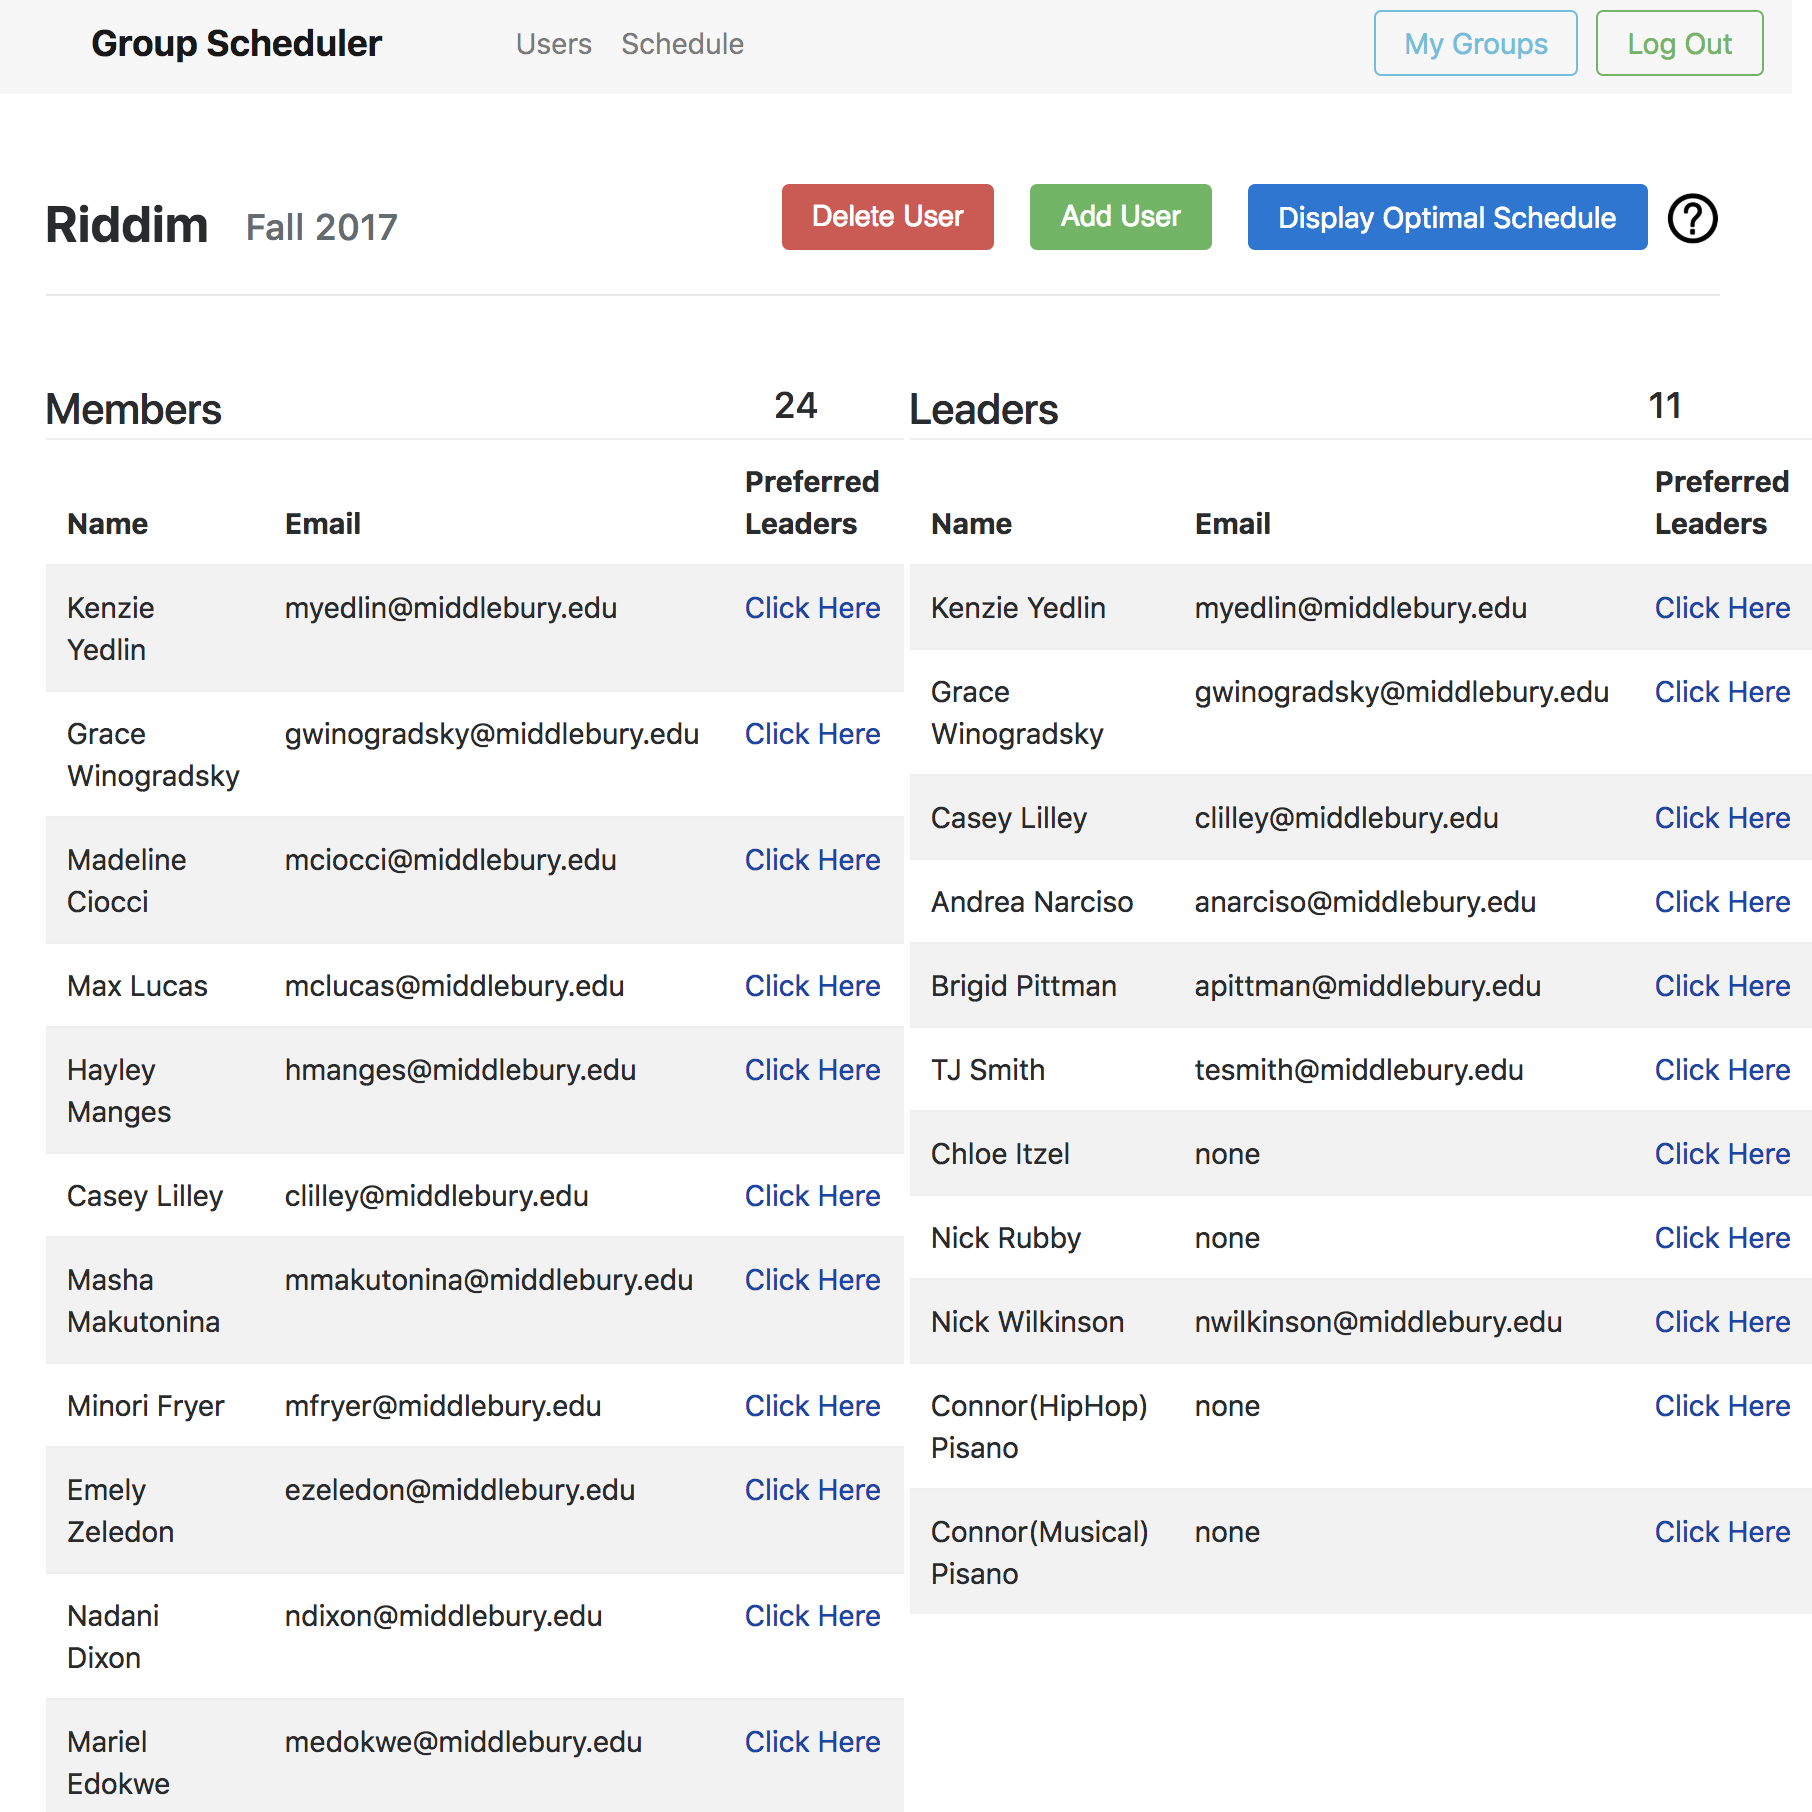 Group Scheduler Users Schedule My Groups Log Out
Riddim Fall 2017 Delete User Add User Display Optimal Schedule ?
Members 24
Name Email Preferred Leaders
Kenzie Yedlin myedlin@middlebury.edu Click Here
Grace Winogradsky gwinogradsky@middlebury.edu Click Here
Madeline Ciocci mciocci@middlebury.edu Click Here
Max Lucas mclucas@middlebury.edu Click Here
Hayley Manges hmanges@middlebury.edu Click Here
Casey Lilley clilley@middlebury.edu Click Here
Masha Makutonina mmakutonina@middlebury.edu Click Here
Minori Fryer mfryer@middlebury.edu Click Here
Emely Zeledon ezeledon@middlebury.edu Click Here
Nadani Dixon ndixon@middlebury.edu Click Here
Mariel Edokwe medokwe@middlebury.edu Click Here
Leaders 11
Name Email Preferred Leaders
Kenzie Yedlin myedlin@middlebury.edu Click Here
Grace Winogradsky gwinogradsky@middlebury.edu Click Here
Casey Lilley clilley@middlebury.edu Click Here
Andrea Narciso anarciso@middlebury.edu Click Here
Brigid Pittman apittman@middlebury.edu Click Here
TJ Smith tesmith@middlebury.edu Click Here
Chloe Itzel none Click Here
Nick Rubby none Click Here
Nick Wilkinson nwilkinson@middlebury.edu Click Here
Connor(HipHop) Pisano none Click Here
Connor(Musical) Pisano none Click Here